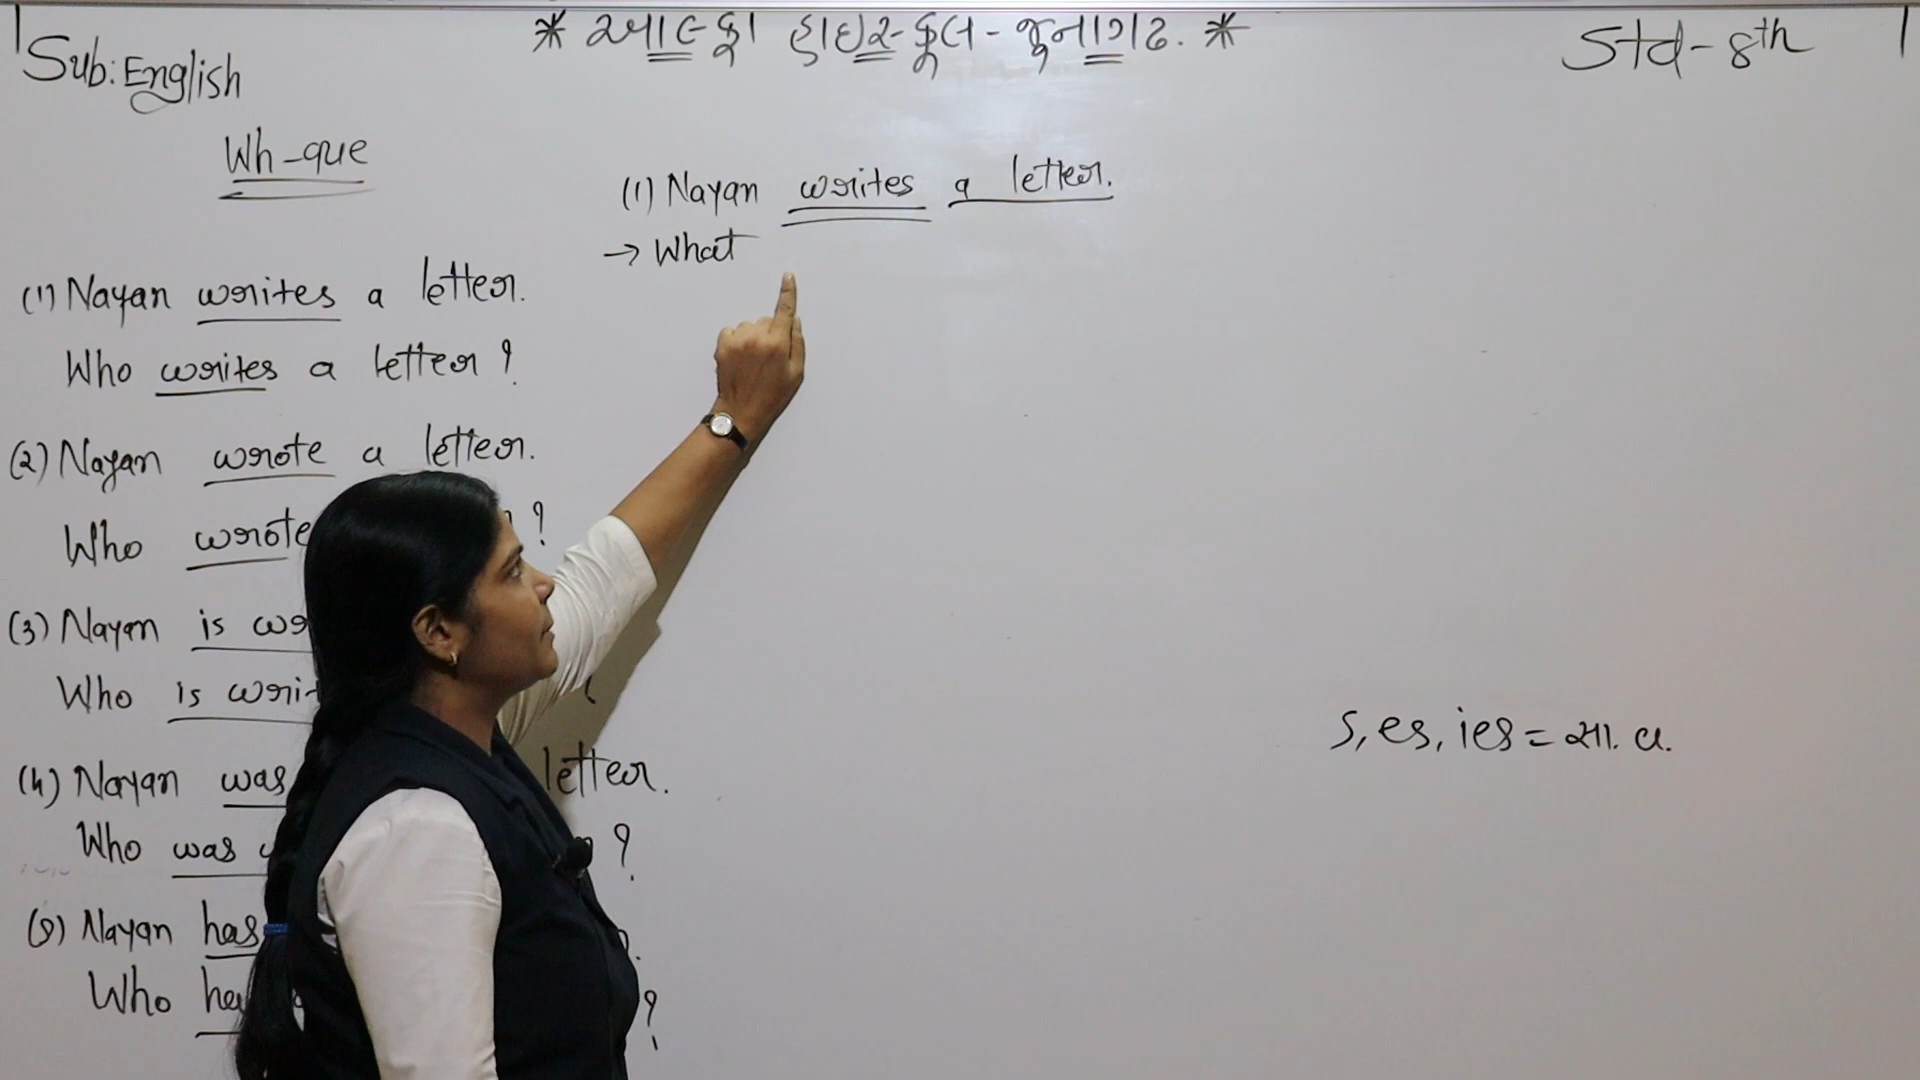 * આલ્ફા હાઇસ્કૂલ - જૂનાગઢ. *
Sub: English
Std - 8th
Wh-que
(1) Nayan writes a letter.
Who writes a letter ?
(2) Nayan wrote a letter.
Who wrote ?
(3) Nayan is
Who is
(4) Nayan was letter.
Who was ?
(5) Nayan has
Who ?
(1) Nayan writes a letter.
→ What
s, es, ies = સા. વ.